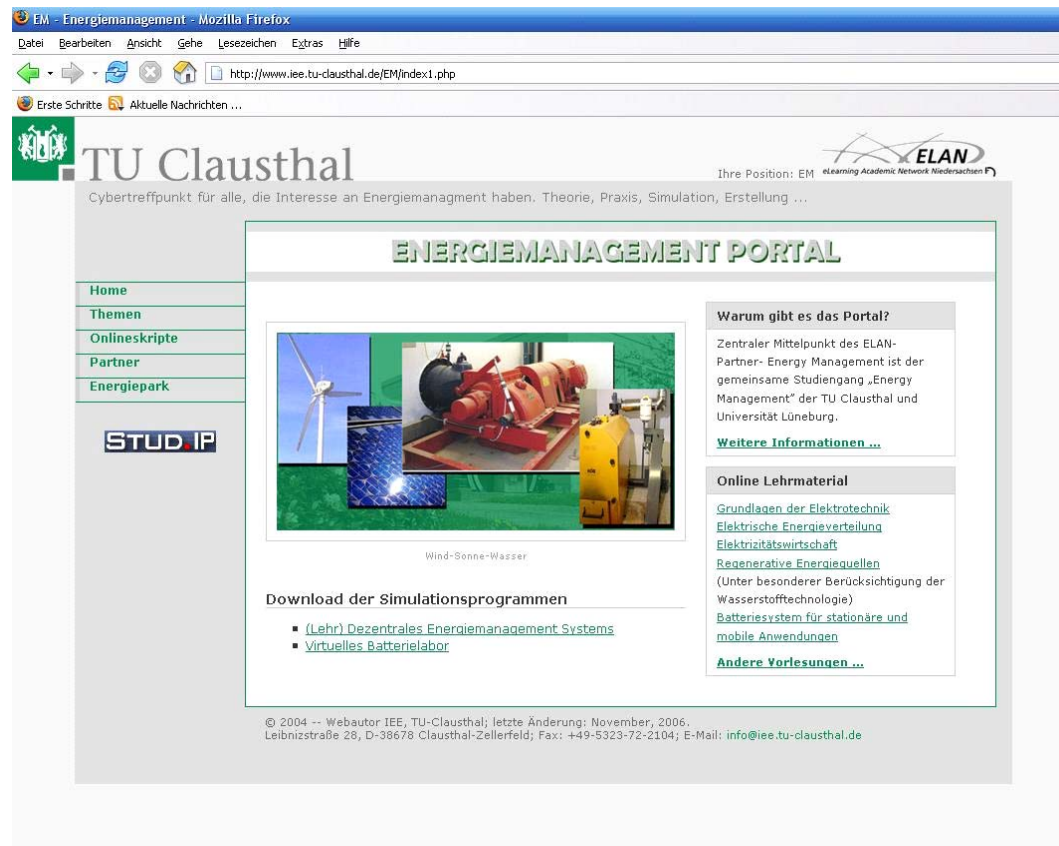 EM - Energiemanagement - Mozilla Firefox
Datei Bearbeiten Ansicht Gehe Lesezeichen Extras Hilfe
http://www.iee.tu-clausthal.de/EM/index1.php
Erste Schritte Aktuelle Nachrichten ...
TU Clausthal
Ihre Position: EM
ELAN
eLearning Academic Network Niedersachsen
Cybertreffpunkt für alle, die Interesse an Energiemanagment haben. Theorie, Praxis, Simulation, Erstellung ...
ENERGIEMANAGEMENT PORTAL
Home
Themen
Onlineskripte
Partner
Energiepark
STUD.IP
Wind-Sonne-Wasser
Download der Simulationsprogrammen
(Lehr) Dezentrales Energiemanagement Systems
Virtuelles Batterielabor
Warum gibt es das Portal?
Zentraler Mittelpunkt des ELAN-
Partner- Energy Management ist der
gemeinsame Studiengang „Energy
Management" der TU Clausthal und
Universität Lüneburg.
Weitere Informationen ...
Online Lehrmaterial
Grundlagen der Elektrotechnik
Elektrische Energieverteilung
Elektrizitätswirtschaft
Regenerative Energiequellen
(Unter besonderer Berücksichtigung der
Wasserstofftechnologie)
Batteriesystem für stationäre und
mobile Anwendungen
Andere Vorlesungen ...
© 2004 -- Webautor IEE, TU-Clausthal; letzte Änderung: November, 2006.
Leibnizstraße 28, D-38678 Clausthal-Zellerfeld; Fax: +49-5323-72-2104; E-Mail: info@iee.tu-clausthal.de